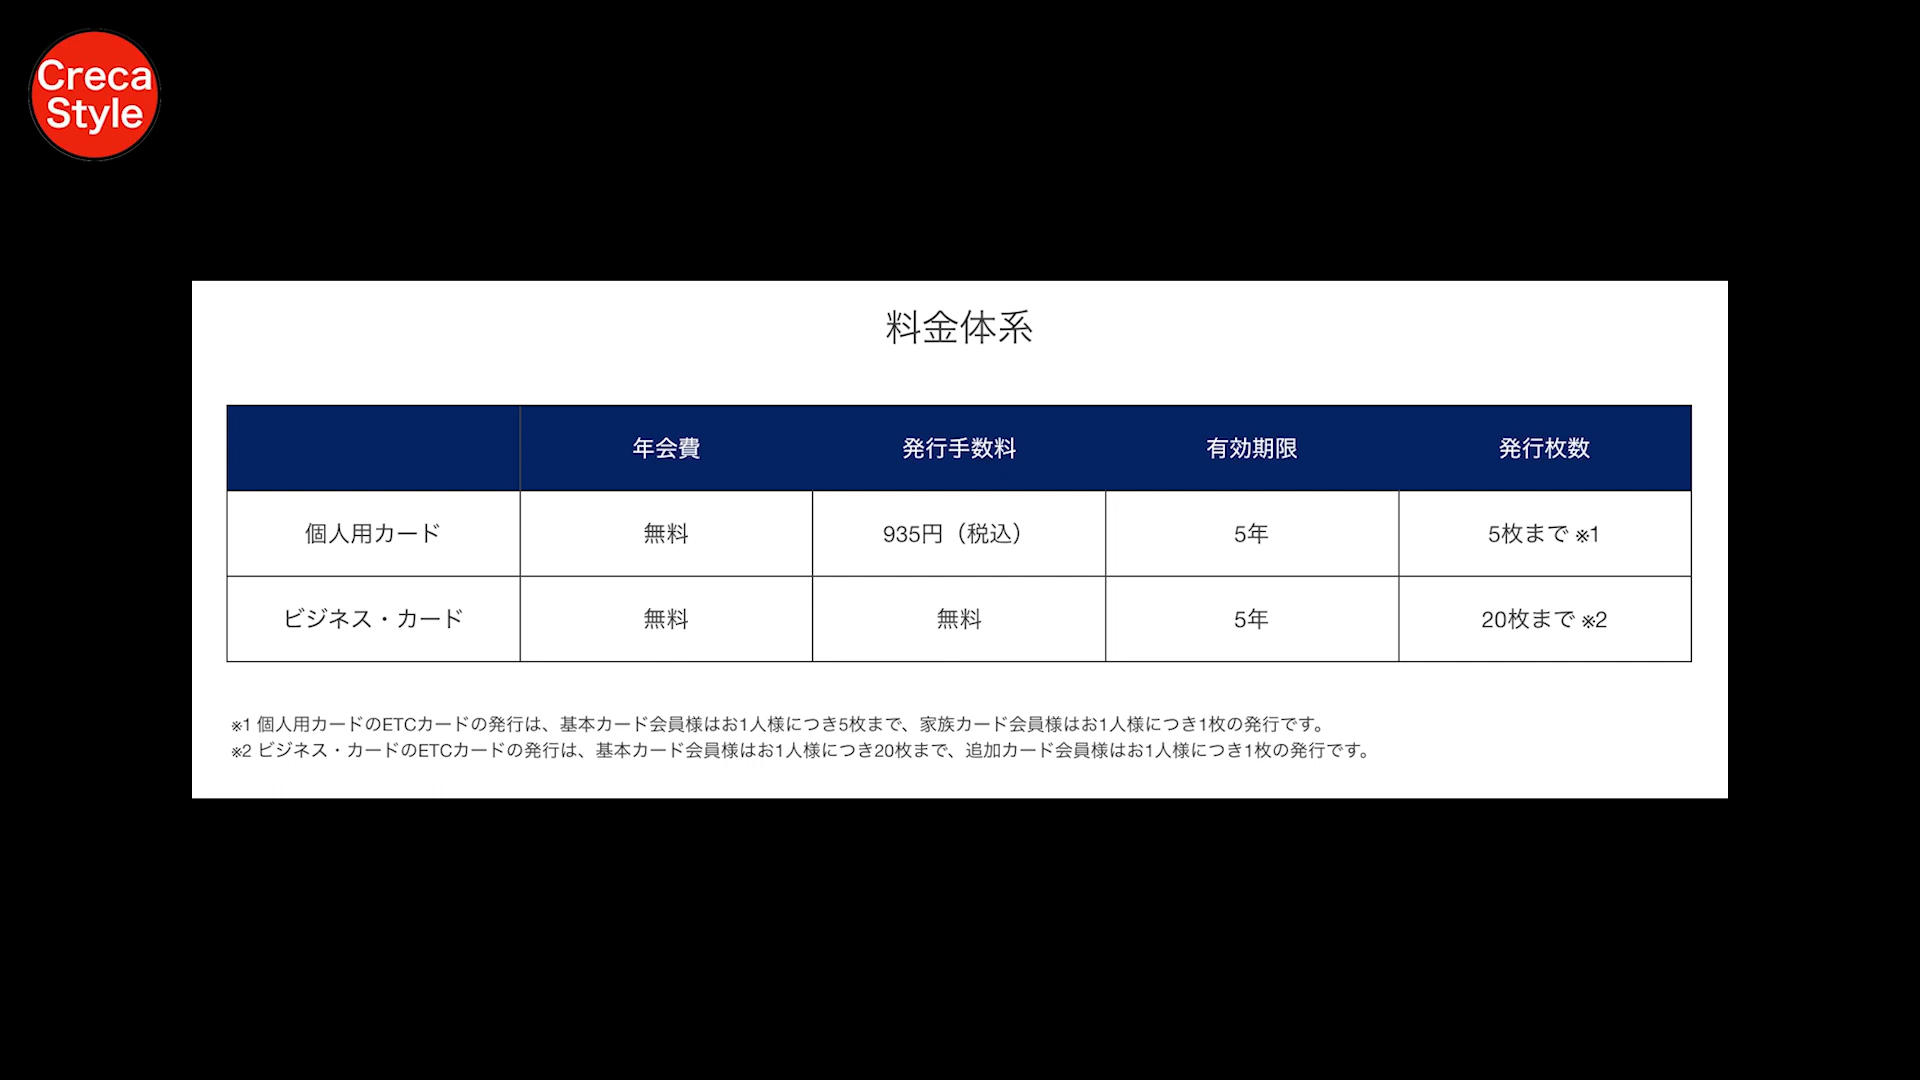 Creca
Style
料金体系
年会費 発行手数料 有効期限 発行枚数
個人用カード 無料 935円（税込） 5年 5枚まで ※1
ビジネス・カード 無料 無料 5年 20枚まで ※2
※1 個人用カードのETCカードの発行は、基本カード会員様はお1人様につき5枚まで、家族カード会員様はお1人様につき1枚の発行です。
※2 ビジネス・カードのETCカードの発行は、基本カード会員様はお1人様につき20枚まで、追加カード会員様はお1人様につき1枚の発行です。